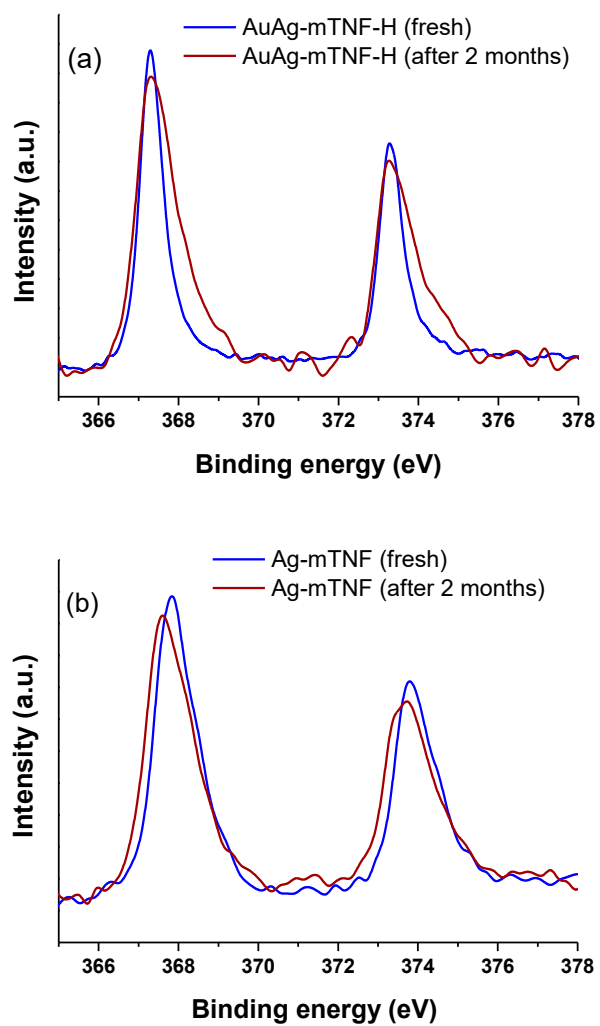 AuAg-mTNF-H (fresh)
AuAg-mTNF-H (after 2 months)
(a)
Intensity (a.u.)
366 368 370 372 374 376 378
Binding energy (eV)
Ag-mTNF (fresh)
Ag-mTNF (after 2 months)
(b)
Intensity (a.u.)
366 368 370 372 374 376 378
Binding energy (eV)